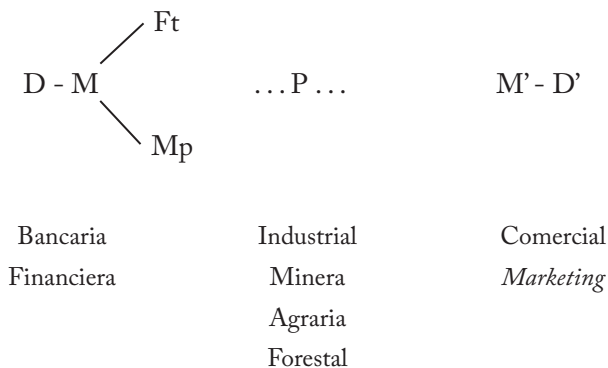 Ft
D - M ...P... M’ - D’
Mp
Bancaria Industrial Comercial
Financiera Minera Marketing
Agraria
Forestal